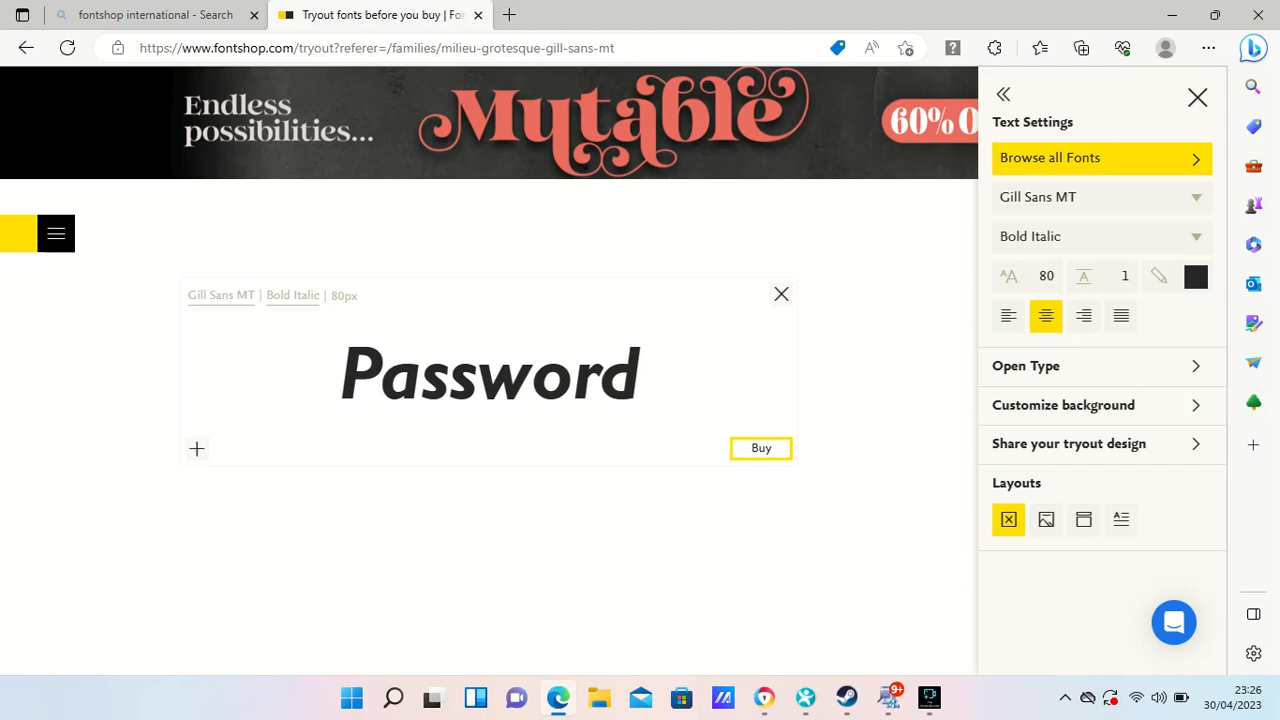 fontshop international - Search
Tryout fonts before you buy | Fon
https://www.fontshop.com/tryout?referer=/families/milieu-grotesque-gill-sans-mt
Endless
possibilities...
Mutable
60% O
Text Settings
Browse all Fonts
Gill Sans MT
Bold Italic
80
1
Gill Sans MT | Bold Italic | 80px
Password
Buy
Open Type
Customize background
Share your tryout design
Layouts
9+
23:26
30/04/2023